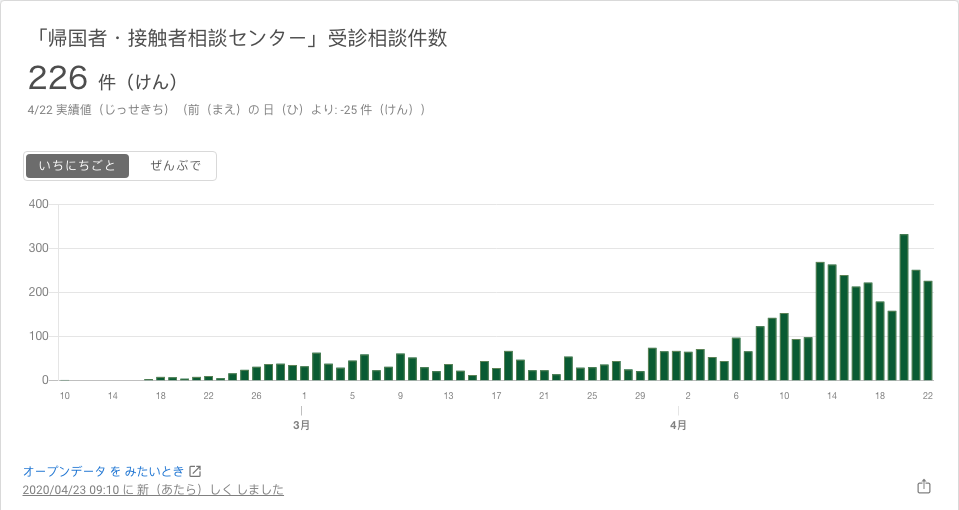 「帰国者・接触者相談センター」受診相談件数
226 件（けん）
4/22 実績値（じっせきち）（前（まえ）の 日（ひ）より: -25 件（けん））
いちにちごと ぜんぶで
400
300
200
100
0
10 14 18 22 26 1 5 9 13 17 21 25 29 2 6 10 14 18 22
3月 4月
オープンデータ を みたいとき
2020/04/23 09:10 に 新（あたら）しく しました